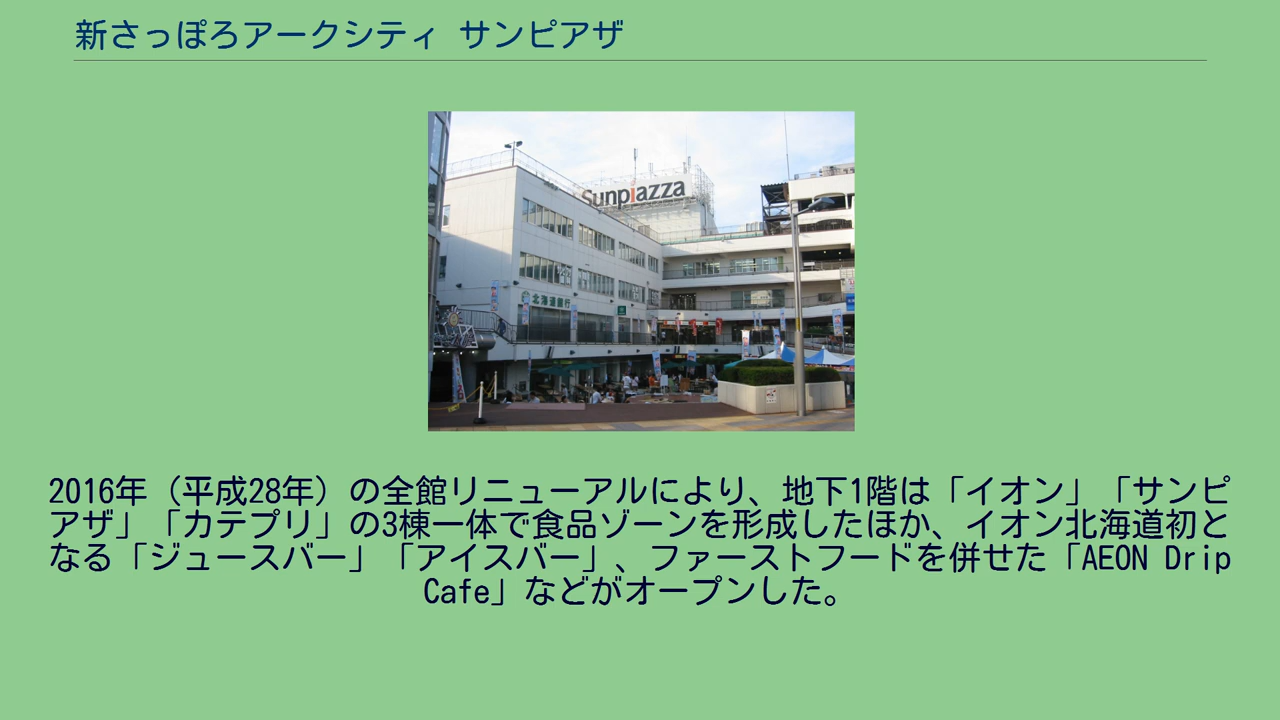 新さっぽろアークシティ サンピアザ
Sunpiazza
北海道銀行
2016年（平成28年）の全館リニューアルにより、地下1階は「イオン」「サンピ
アザ」「カテプリ」の3棟一体で食品ゾーンを形成したほか、イオン北海道初と
なる「ジュースバー」「アイスバー」、ファーストフードを併せた「AEON Drip
Cafe」などがオープンした。